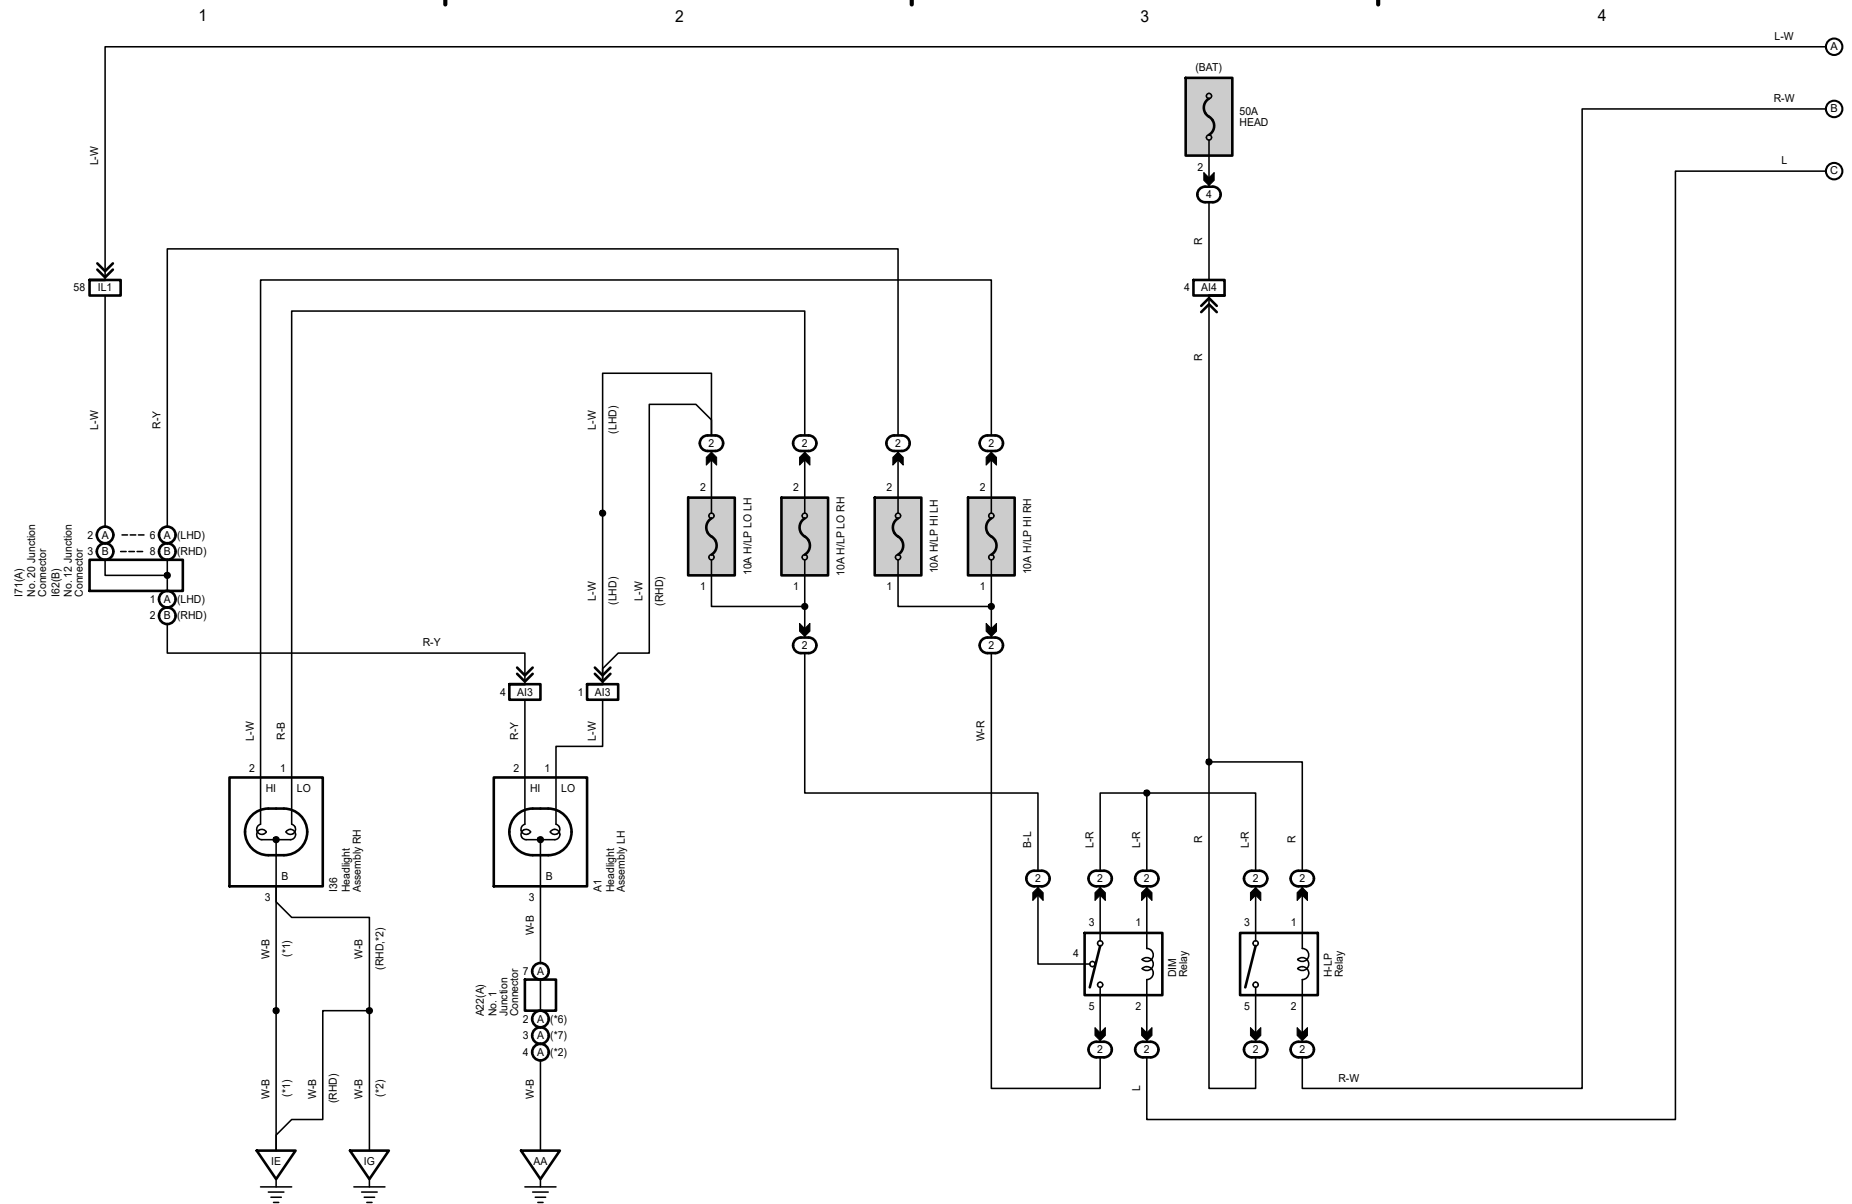 1
2
3
4
L-W
A
(BAT)
50A
HEAD
R-W
B
L
C
2
4
L-W
R
58 IL1
4 AI4
R
L-W
R-Y
L-W
(LHD)
2
2
2
2
2
2
2
2
10A H/LP LO LH
10A H/LP LO RH
10A H/LP HI LH
10A H/LP HI RH
1
1
1
1
2
2
I71(A)
No. 20 Junction
Connector
I62(B)
No. 12 Junction
Connector
2 A
6 A (LHD)
3 B
8 B (RHD)
1 A (LHD)
2 B (RHD)
L-W
(LHD)
L-W
(RHD)
R-Y
4 AI3
1 AI3
L-W
R-B
R-Y
L-W
W-R
2
1
HI
LO
B
3
I36
Headlight
Assembly RH
2
1
HI
LO
B
3
A1
Headlight
Assembly LH
B-L
L-R
L-R
R
L-R
R
2
2
2
2
2
3
1
4
5
2
DIM
Relay
3
1
5
2
H-LP
Relay
2
2
2
2
L
R-W
W-B
(*1)
W-B
(RHD,*2)
W-B
7 A
A22(A)
No. 1
Junction
Connector
2 A (*6)
3 A (*7)
4 A (*2)
W-B
(*1)
W-B
(RHD)
W-B
(*2)
W-B
IE
IG
AA